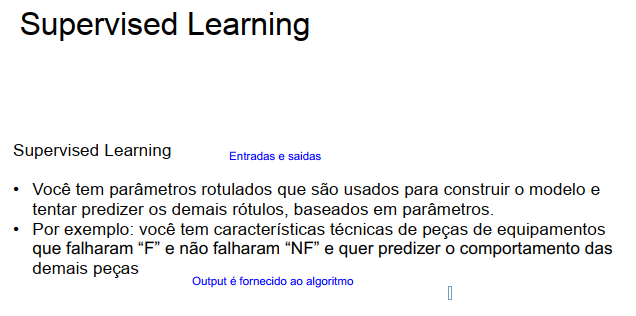 Supervised Learning
Supervised Learning
Entradas e saidas
• Você tem parâmetros rotulados que são usados para construir o modelo e
tentar predizer os demais rótulos, baseados em parâmetros.
• Por exemplo: você tem características técnicas de peças de equipamentos
que falharam “F” e não falharam “NF” e quer predizer o comportamento das
demais peças
Output é fornecido ao algoritmo